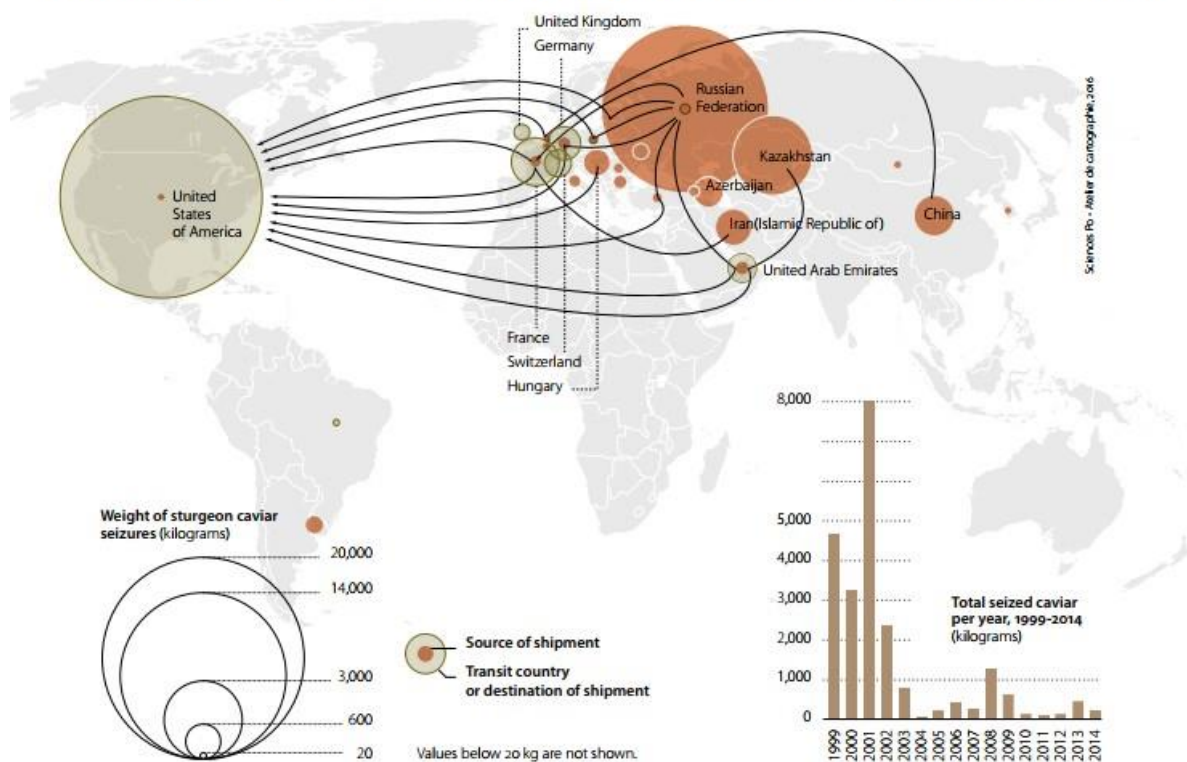 United Kingdom
Germany
Russian
Federation
Kazakhstan
Azerbaijan
United
States
of America
Iran(Islamic Republic of)
China
United Arab Emirates
Sciences Po - Atelier de cartographie, 2016
France
Switzerland
Hungary
Weight of sturgeon caviar
seizures (kilograms)
20,000
14,000
3,000
600
20
Source of shipment
Transit country
or destination of shipment
Values below 20 kg are not shown.
8,000
5,000
4,000
3,000
2,000
1,000
0
Total seized caviar
per year, 1999-2014
(kilograms)
1999
2000
2001
2002
2003
2004
2005
2006
2007
2008
2009
2010
2011
2012
2013
2014